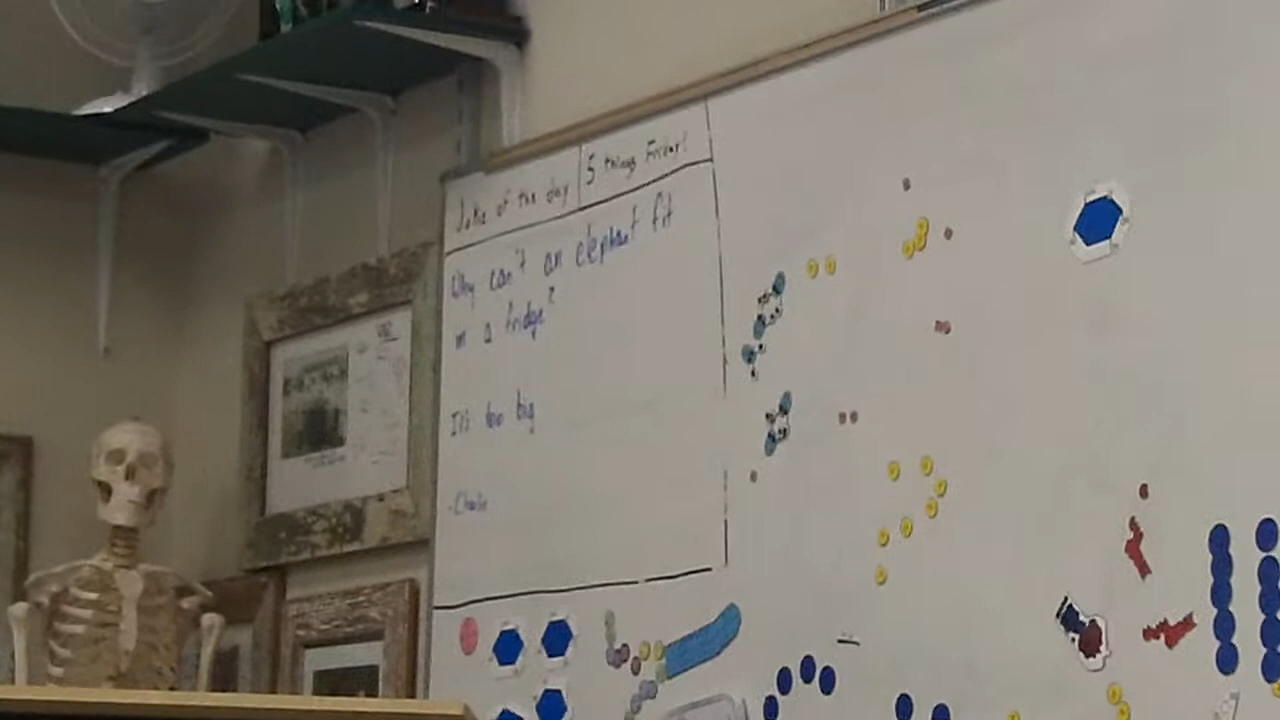 Joke of the day
5 things Friday!
Why can't an elephant fit
in a fridge?
It's too big
-Charlie